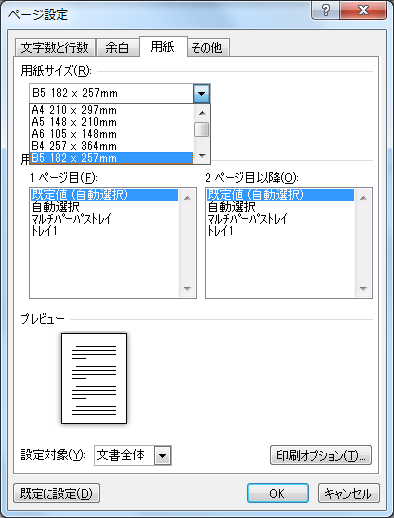 ページ設定
文字数と行数 余白 用紙 その他
用紙サイズ(R):
B5 182 x 257mm
A4 210 x 297mm
A5 148 x 210mm
A6 105 x 148mm
B4 257 x 364mm
B5 182 x 257mm
用
1 ページ目(F): 2 ページ目以降(O):
既定値 (自動選択) 既定値 (自動選択)
自動選択 自動選択
マルチパーパストレイ マルチパーパストレイ
トレイ1 トレイ1
プレビュー
設定対象(Y): 文書全体 印刷オプション(T)...
既定に設定(D) OK キャンセル